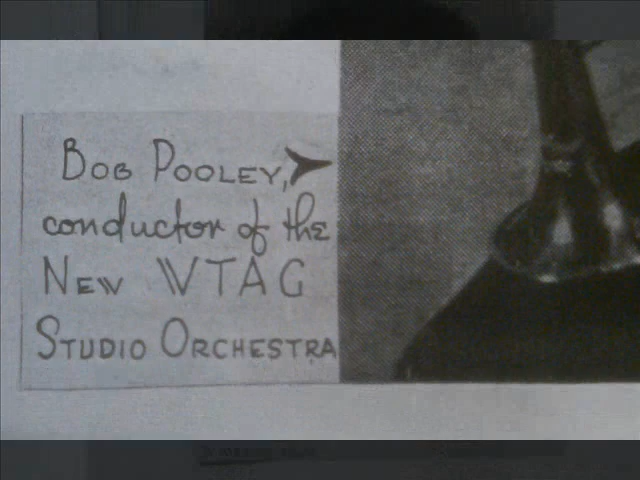 Bob Pooley,
conductor of the
New WTAG
Studio Orchestra